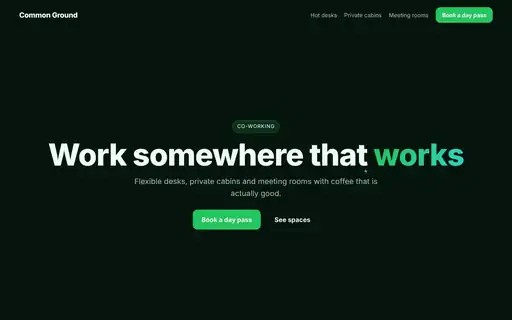 Common Ground
Hot desks Private cabins Meeting rooms Book a day pass
CO-WORKING
Work somewhere that works
Flexible desks, private cabins and meeting rooms with coffee that is
actually good.
Book a day pass See spaces